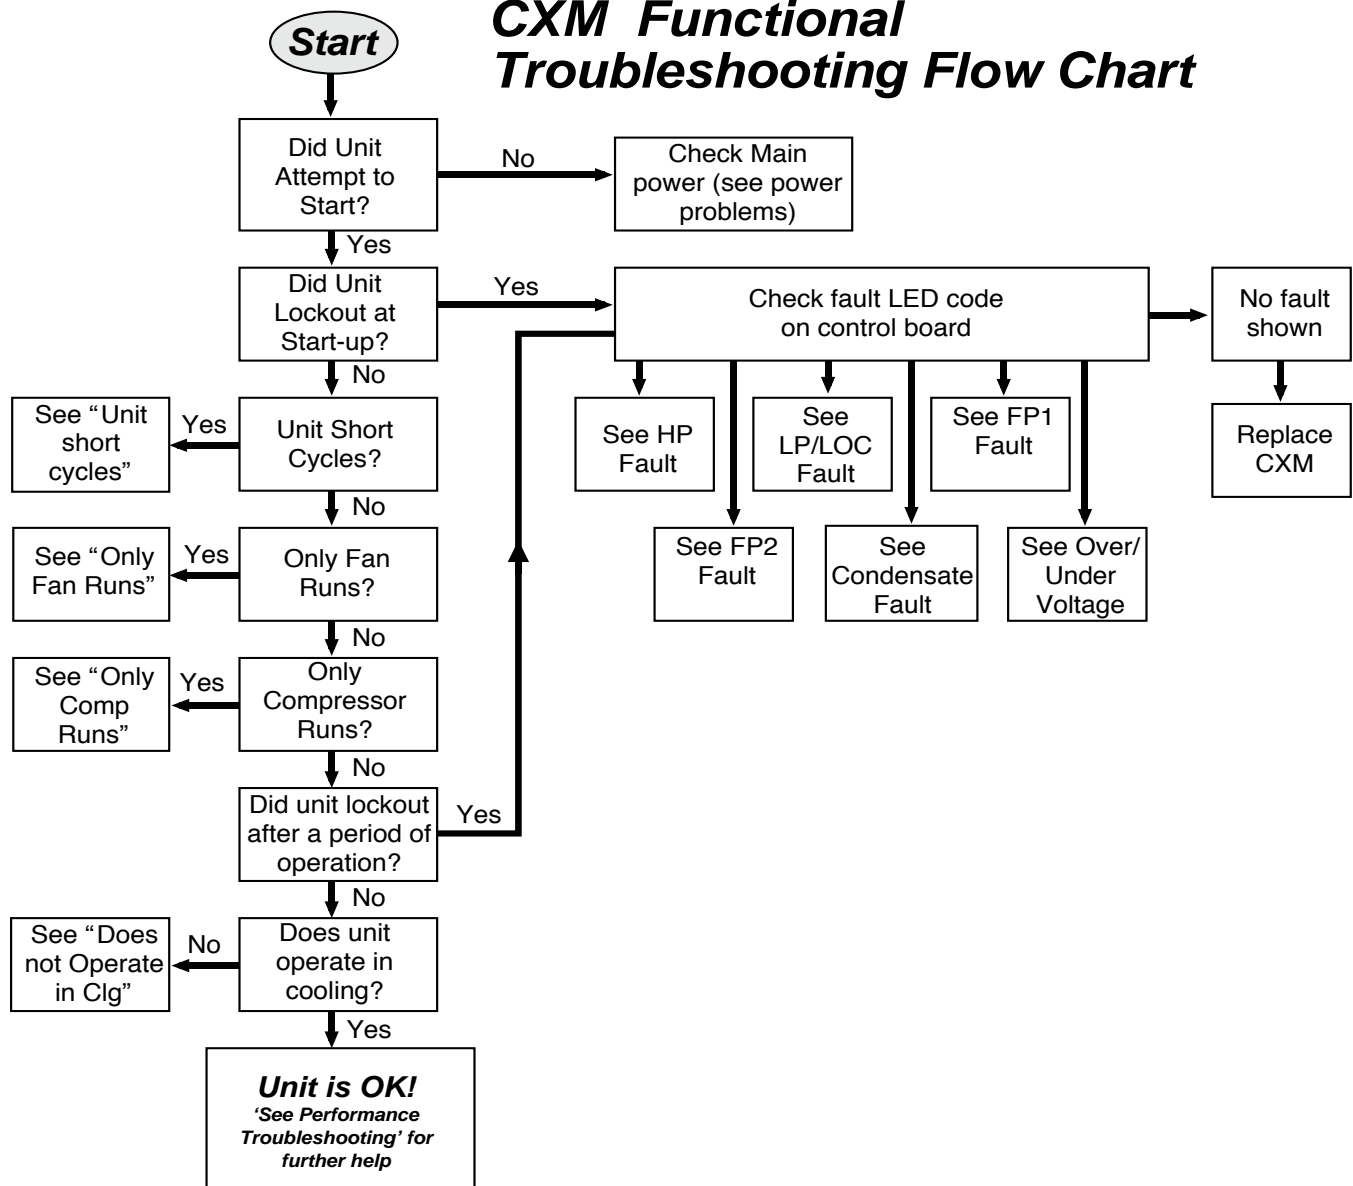 CXM Functional
Troubleshooting Flow Chart
Start
Did Unit
Attempt to
Start?
No
Check Main
power (see power
problems)
Yes
Did Unit
Lockout at
Start-up?
Yes
Check fault LED code
on control board
No fault
shown
No
See “Unit
short
cycles”
Yes
Unit Short
Cycles?
See HP
Fault
See
LP/LOC
Fault
See FP1
Fault
Replace
CXM
No
See “Only
Fan Runs”
Yes
Only Fan
Runs?
See FP2
Fault
See
Condensate
Fault
See Over/
Under
Voltage
No
See “Only
Comp
Runs”
Yes
Only
Compressor
Runs?
No
Did unit lockout
after a period of
operation?
Yes
No
See “Does
not Operate
in Clg”
No
Does unit
operate in
cooling?
Yes
Unit is OK!
‘See Performance
Troubleshooting’ for
further help